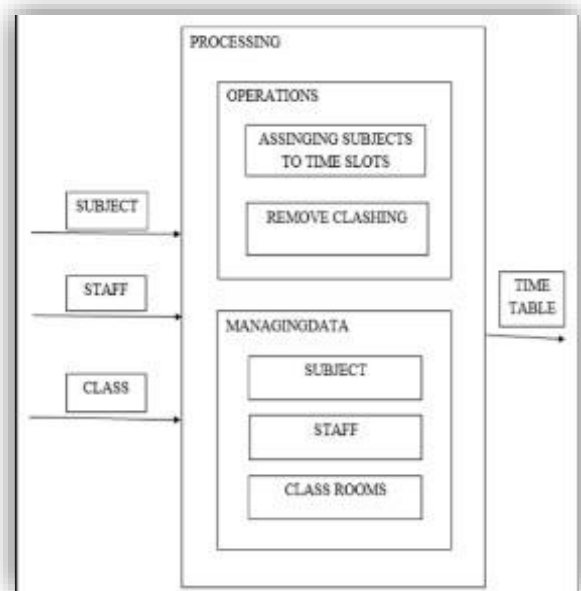 PROCESSING
OPERATIONS
ASSINGING SUBJECTS
TO TIME SLOTS
REMOVE CLASHING
SUBJECT
STAFF
CLASS
MANAGINGDATA
SUBJECT
STAFF
CLASS ROOMS
TIME
TABLE